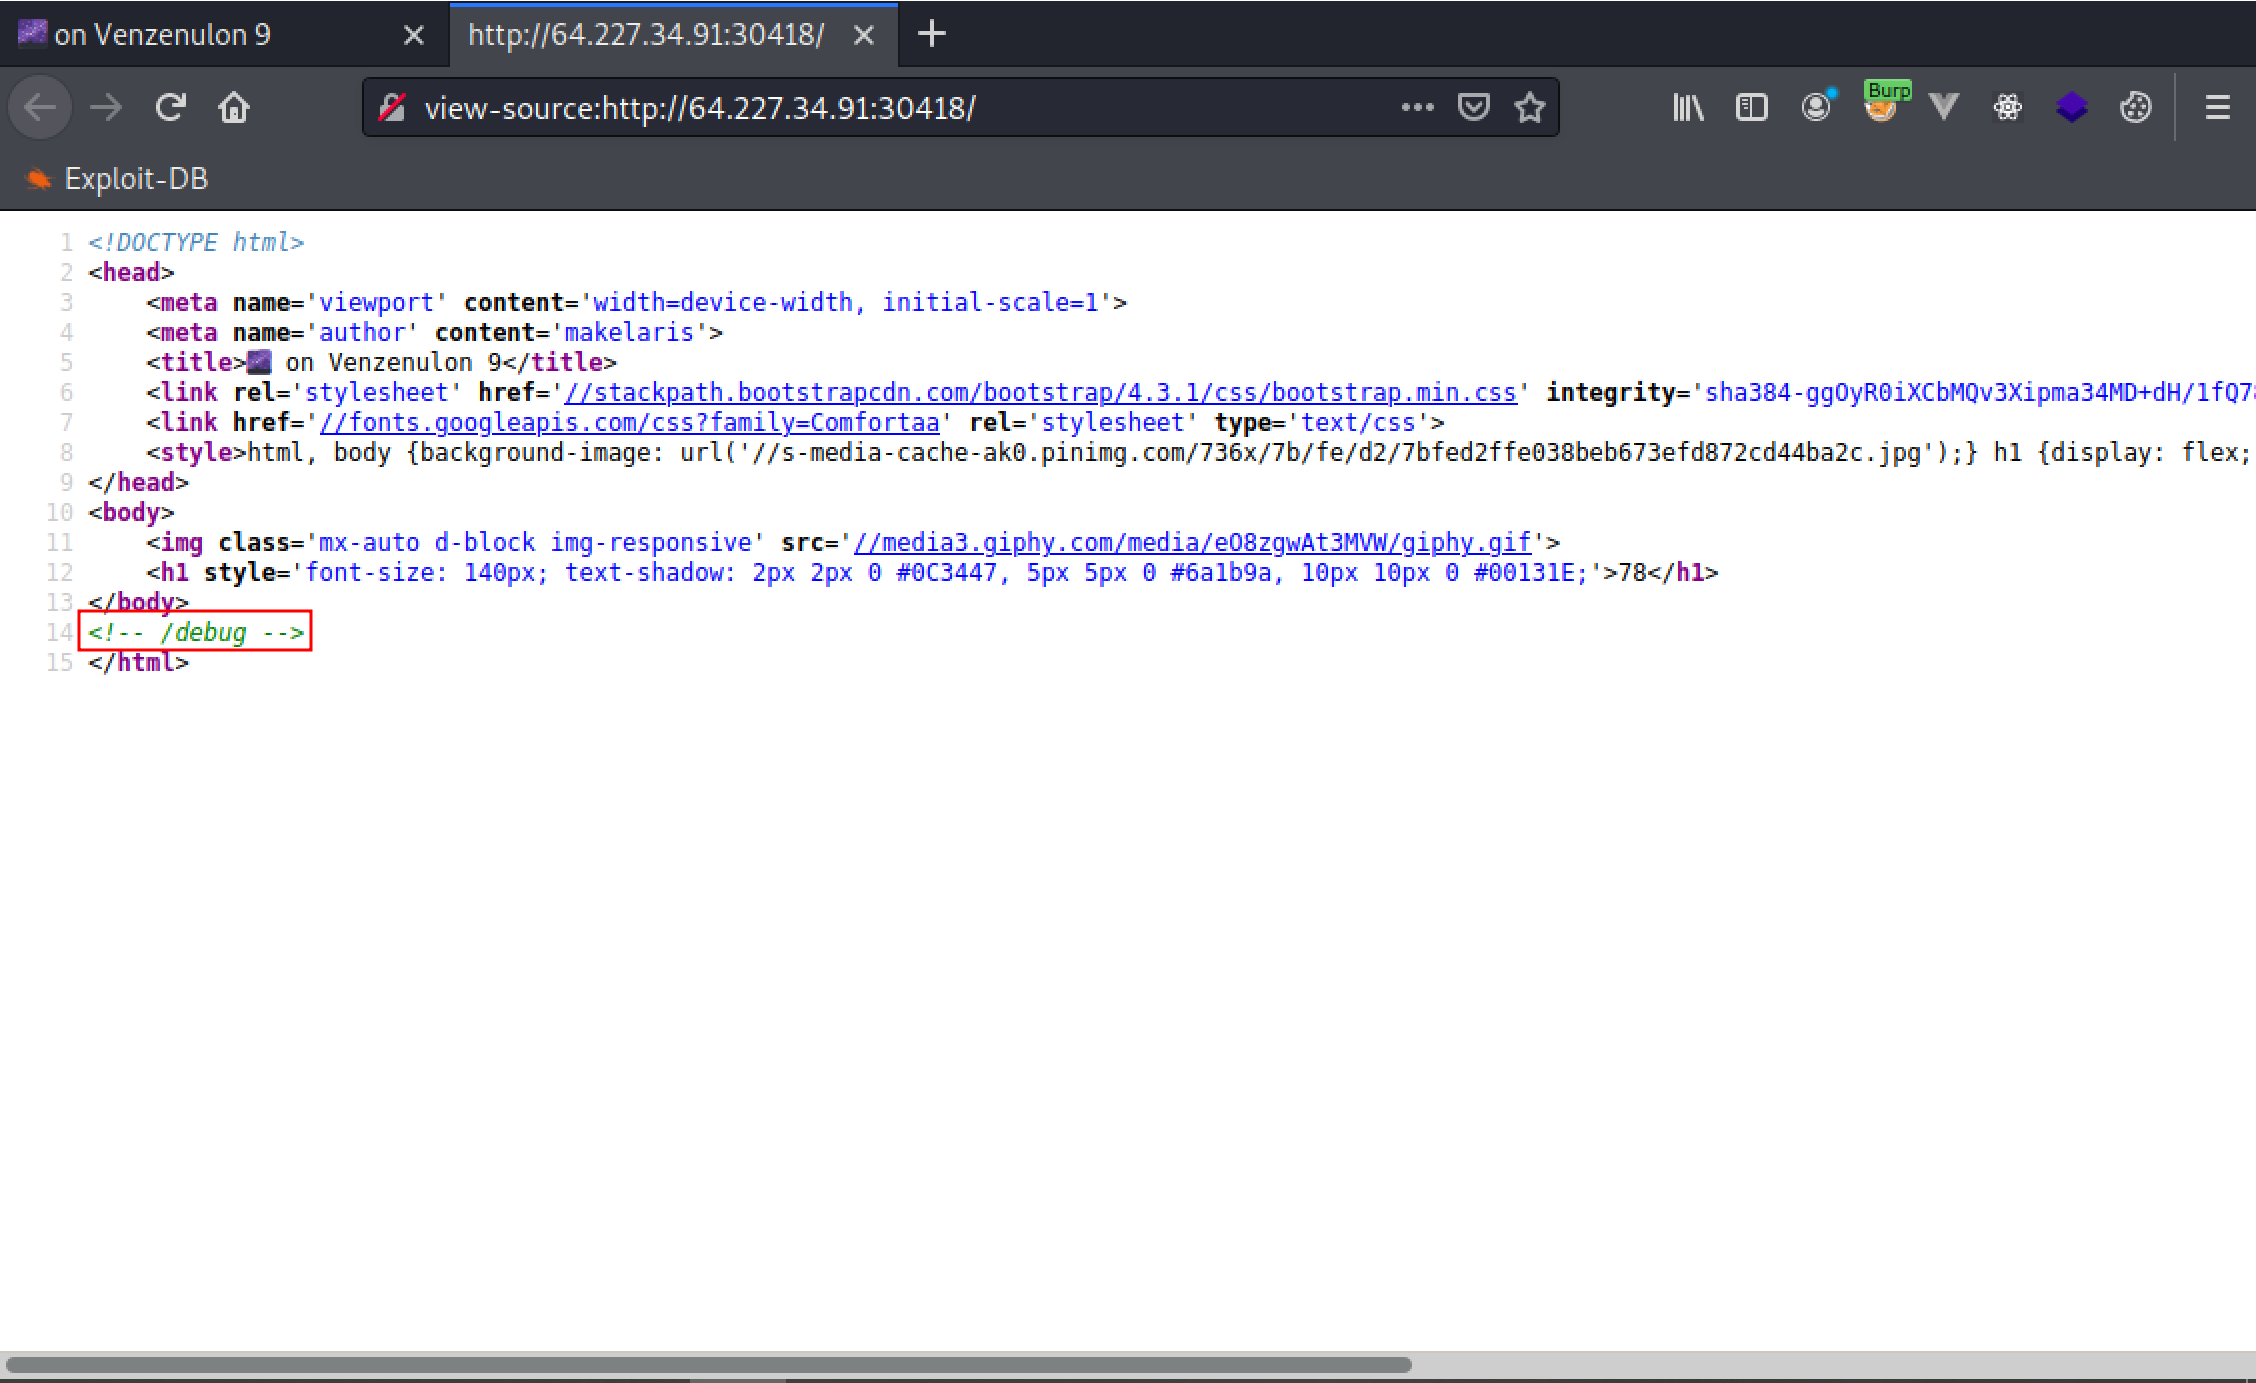 on Venzenulon 9
http://64.227.34.91:30418/
view-source:http://64.227.34.91:30418/
Burp
Exploit-DB
1 <!DOCTYPE html>
2 <head>
3 <meta name='viewport' content='width=device-width, initial-scale=1'>
4 <meta name='author' content='makelaris'>
5 <title>🌌 on Venzenulon 9</title>
6 <link rel='stylesheet' href='//stackpath.bootstrapcdn.com/bootstrap/4.3.1/css/bootstrap.min.css' integrity='sha384-ggOyR0iXCbMQv3Xipma34MD+dH/1fQ78
7 <link href='//fonts.googleapis.com/css?family=Comfortaa' rel='stylesheet' type='text/css'>
8 <style>html, body {background-image: url('//s-media-cache-ak0.pinimg.com/736x/7b/fe/d2/7bfed2ffe038beb673efd872cd44ba2c.jpg');} h1 {display: flex;
9 </head>
10 <body>
11 <img class='mx-auto d-block img-responsive' src='//media3.giphy.com/media/eO8zgwAt3MVW/giphy.gif'>
12 <h1 style='font-size: 140px; text-shadow: 2px 2px 0 #0C3447, 5px 5px 0 #6a1b9a, 10px 10px 0 #00131E;'>78</h1>
13 </body>
14 <!-- /debug -->
15 </html>